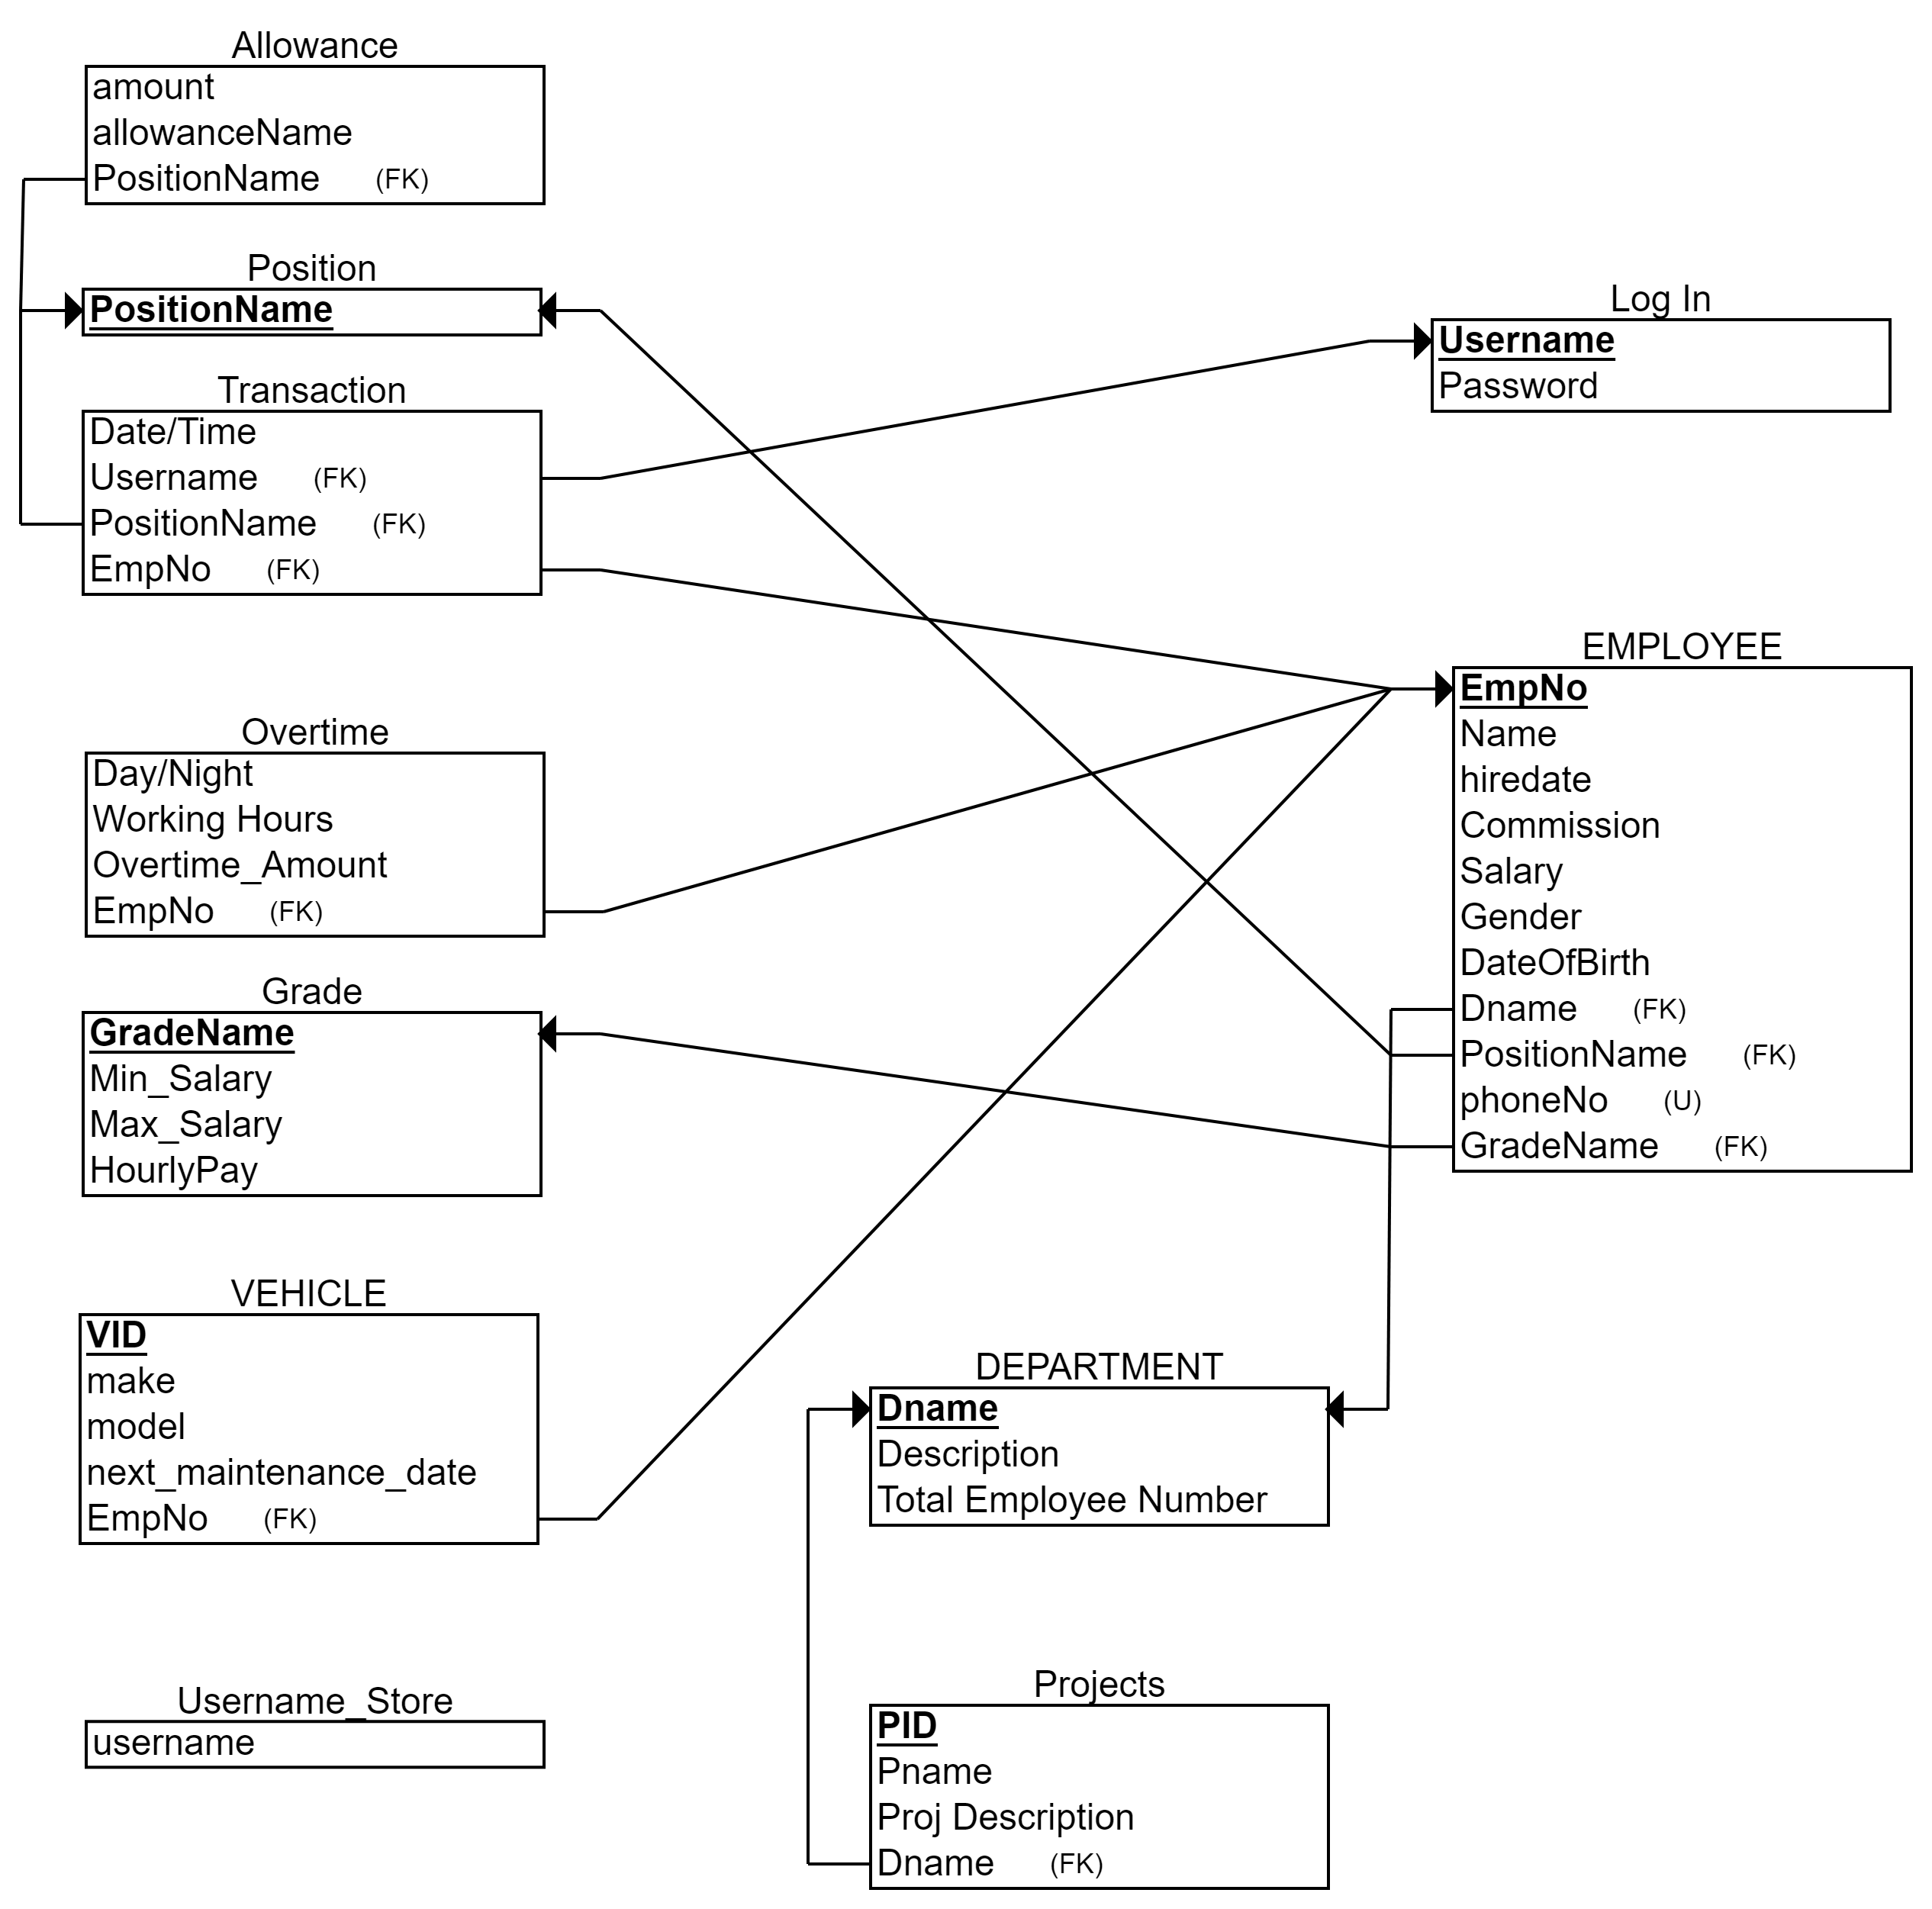 Allowance
amount
allowanceName
PositionName (FK)
Position
PositionName
Transaction
Date/Time
Username (FK)
PositionName (FK)
EmpNo (FK)
Overtime
Day/Night
Working Hours
Overtime_Amount
EmpNo (FK)
Grade
GradeName
Min_Salary
Max_Salary
HourlyPay
VEHICLE
VID
make
model
next_maintenance_date
EmpNo (FK)
Username_Store
username
Log In
Username
Password
EMPLOYEE
EmpNo
Name
hiredate
Commission
Salary
Gender
DateOfBirth
Dname (FK)
PositionName (FK)
phoneNo (U)
GradeName (FK)
DEPARTMENT
Dname
Description
Total Employee Number
Projects
PID
Pname
Proj Description
Dname (FK)